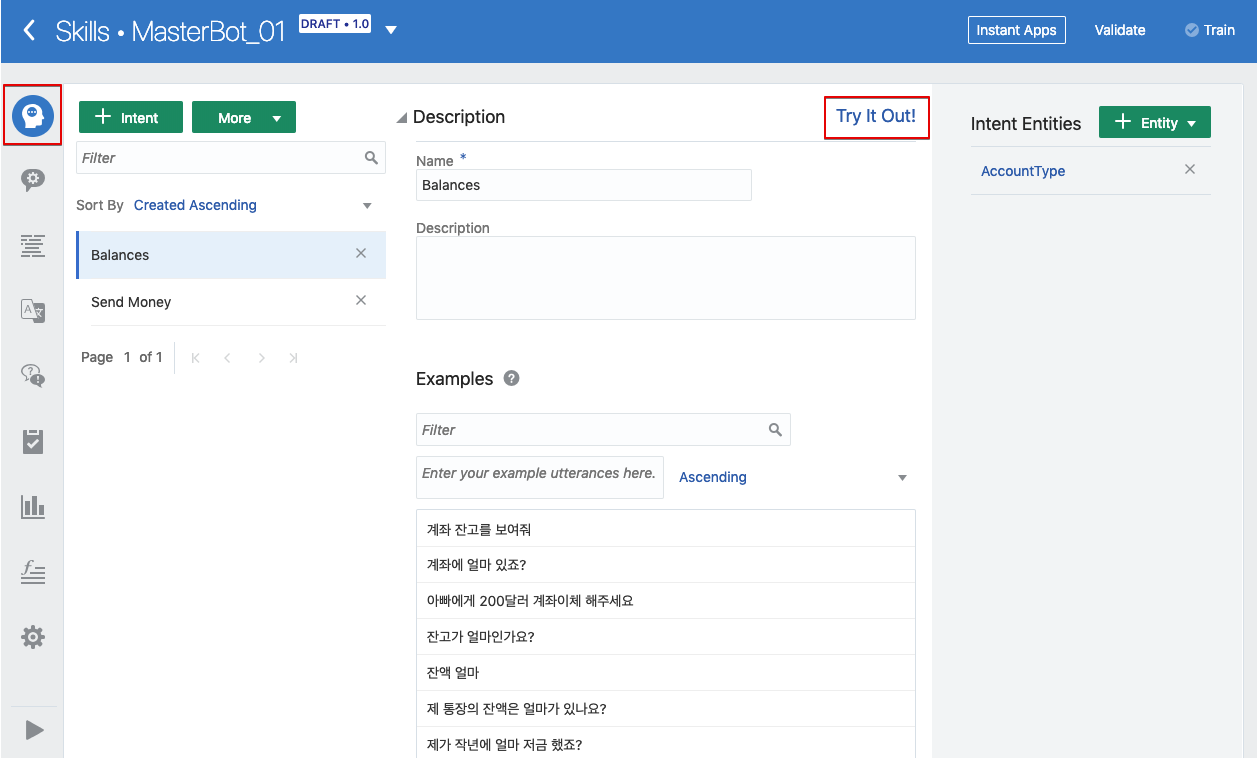 Skills • MasterBot_01 DRAFT • 1.0
Instant Apps Validate Train
Intent More
Filter
Sort By Created Ascending
Balances
Send Money
Page 1 of 1
Description Try It Out!
Name *
Balances
Description
Examples ?
Filter
Enter your example utterances here. Ascending
계좌 잔고를 보여줘
계좌에 얼마 있죠?
아빠에게 200달러 계좌이체 해주세요
잔고가 얼마인가요?
잔액 얼마
제 통장의 잔액은 얼마가 있나요?
제가 작년에 얼마 저금 했죠?
Intent Entities Entity
AccountType